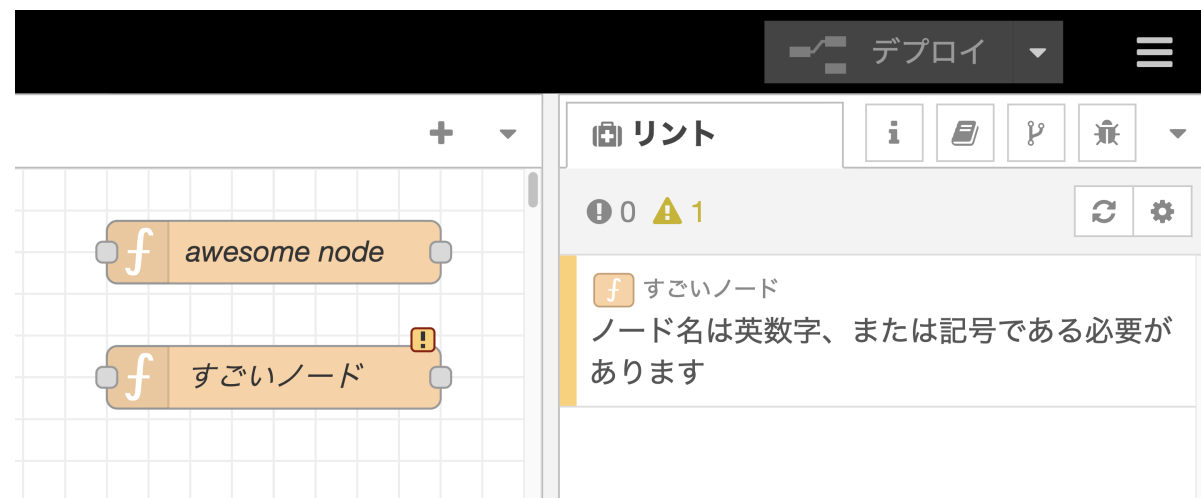 デプロイ
リント
0 1
awesome node
すごいノード
すごいノード
ノード名は英数字、または記号である必要が
あります